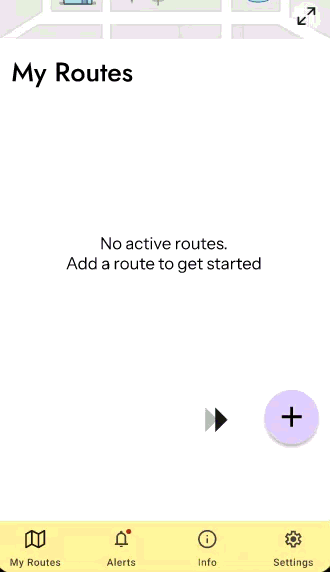 My Routes
No active routes.
Add a route to get started
My Routes
Alerts
Info
Settings